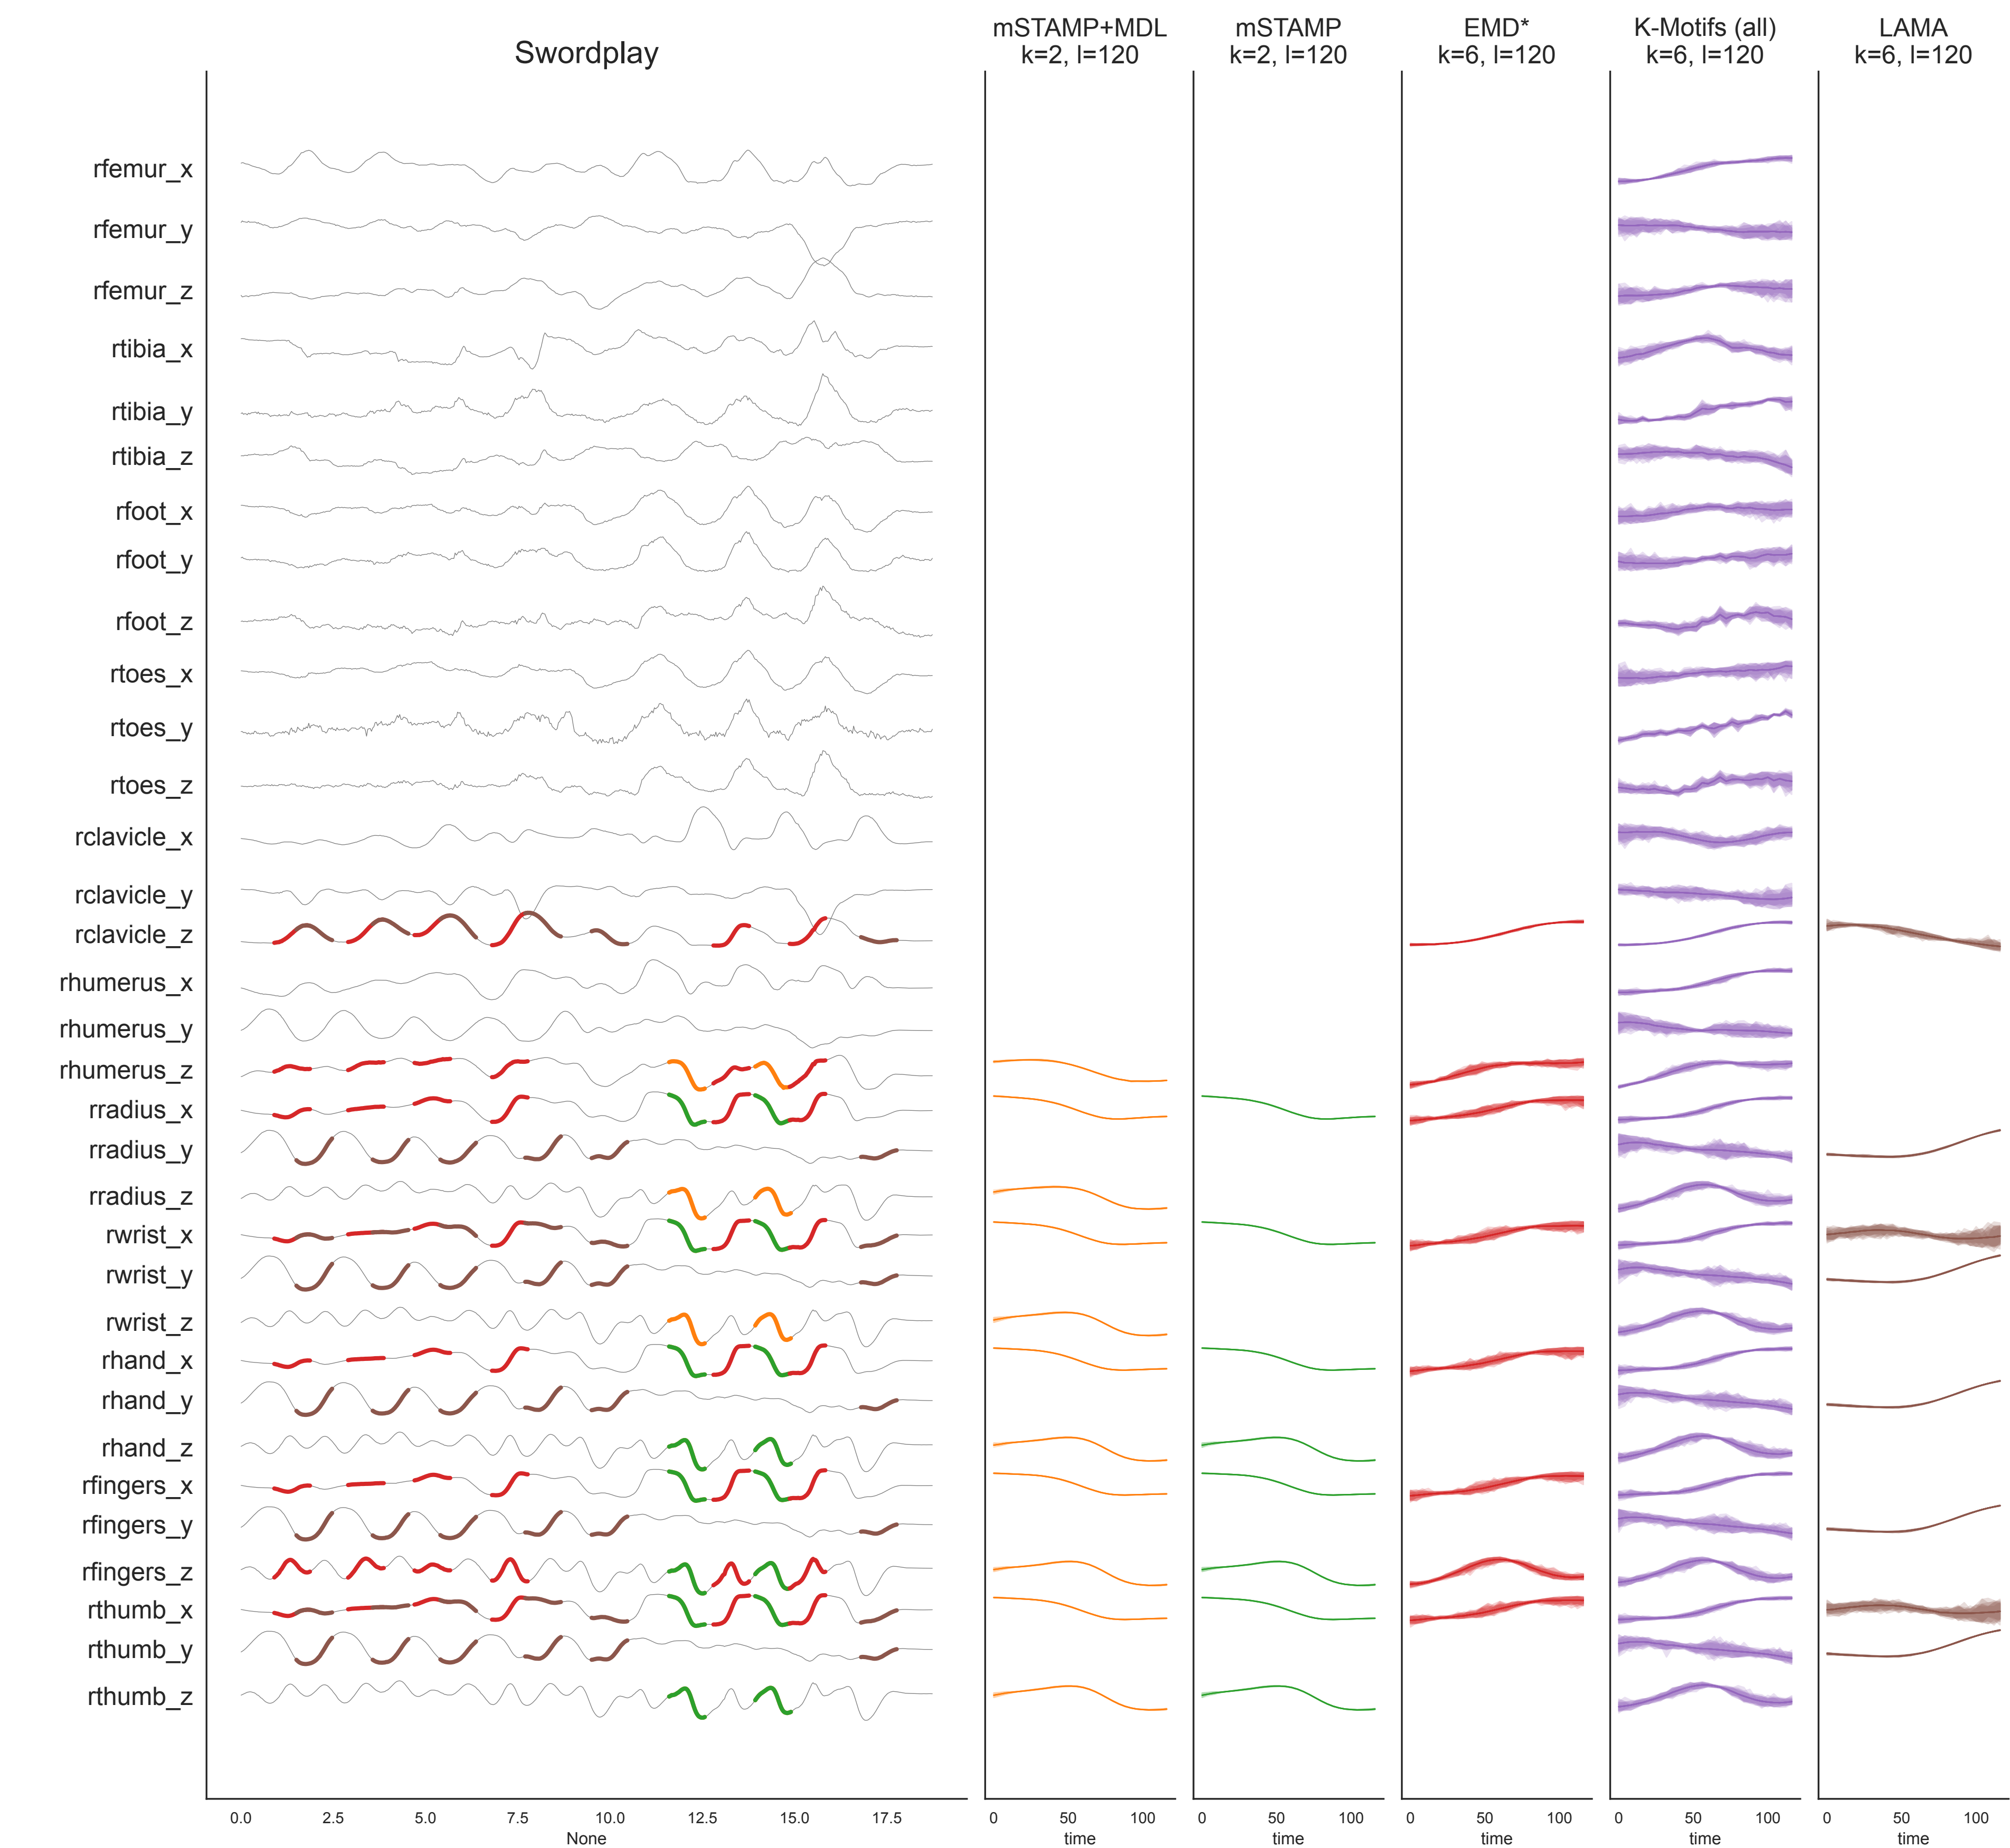 Swordplay
mSTAMP+MDL
k=2, l=120
mSTAMP
k=2, l=120
EMD*
k=6, l=120
K-Motifs (all)
k=6, l=120
LAMA
k=6, l=120
rfemur_x
rfemur_y
rfemur_z
rtibia_x
rtibia_y
rtibia_z
rfoot_x
rfoot_y
rfoot_z
rtoes_x
rtoes_y
rtoes_z
rclavicle_x
rclavicle_y
rclavicle_z
rhumerus_x
rhumerus_y
rhumerus_z
rradius_x
rradius_y
rradius_z
rwrist_x
rwrist_y
rwrist_z
rhand_x
rhand_y
rhand_z
rfingers_x
rfingers_y
rfingers_z
rthumb_x
rthumb_y
rthumb_z
0.0 2.5 5.0 7.5 10.0 12.5 15.0 17.5
None
0 50 100
time
0 50 100
time
0 50 100
time
0 50 100
time
0 50 100
time